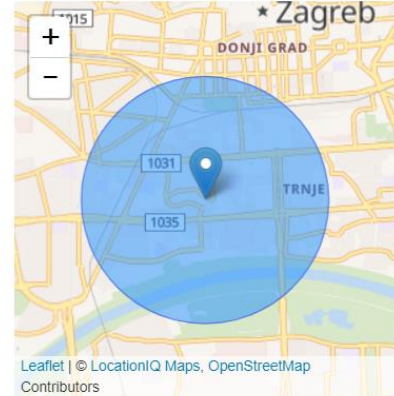 Zagreb
1015
+
DONJI GRAD
−
1031
TRNJE
1035
Leaflet | © LocationIQ Maps, OpenStreetMap
Contributors